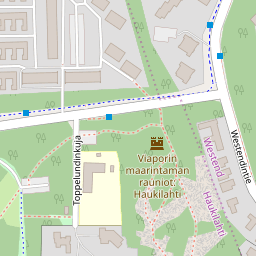 Toppelundinkuja
Viaporin
maarintaman
rauniot:
Haukilahti
Westend
Haukilahti
Westendintie